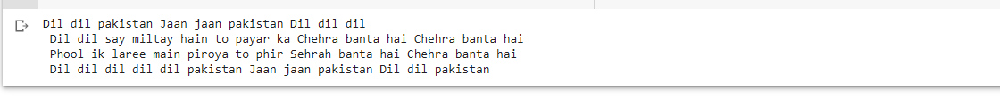 Dil dil pakistan Jaan jaan pakistan Dil dil dil
Dil dil say miltay hain to payar ka Chehra banta hai Chehra banta hai
Phool ik laree main piroya to phir Sehrah banta hai Chehra banta hai
Dil dil dil dil dil pakistan Jaan jaan pakistan Dil dil pakistan